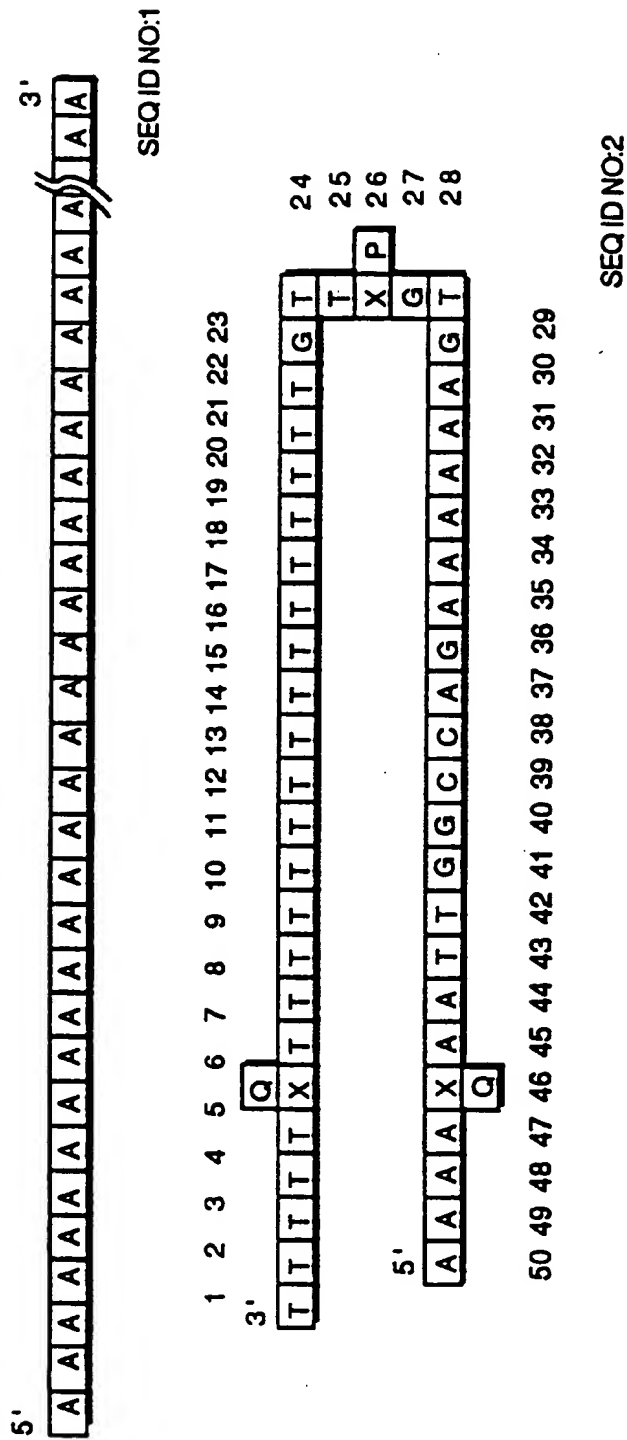 5' 3'
A A A A A A A A A A A A A A A A A A A A A A A A A A A A A A A
SEQ ID NO:1
1 2 3 4 5 6 7 8 9 10 11 12 13 14 15 16 17 18 19 20 21 22 23
3' Q
T T T T T X T T T T T T T T T T T T T T T T G T 24
T 25
X P 26
G 27
5' A A A A X A A T T G G C C A G A A A A A A G T 28
Q
50 49 48 47 46 45 44 43 42 41 40 39 38 37 36 35 34 33 32 31 30 29
SEQ ID NO:2